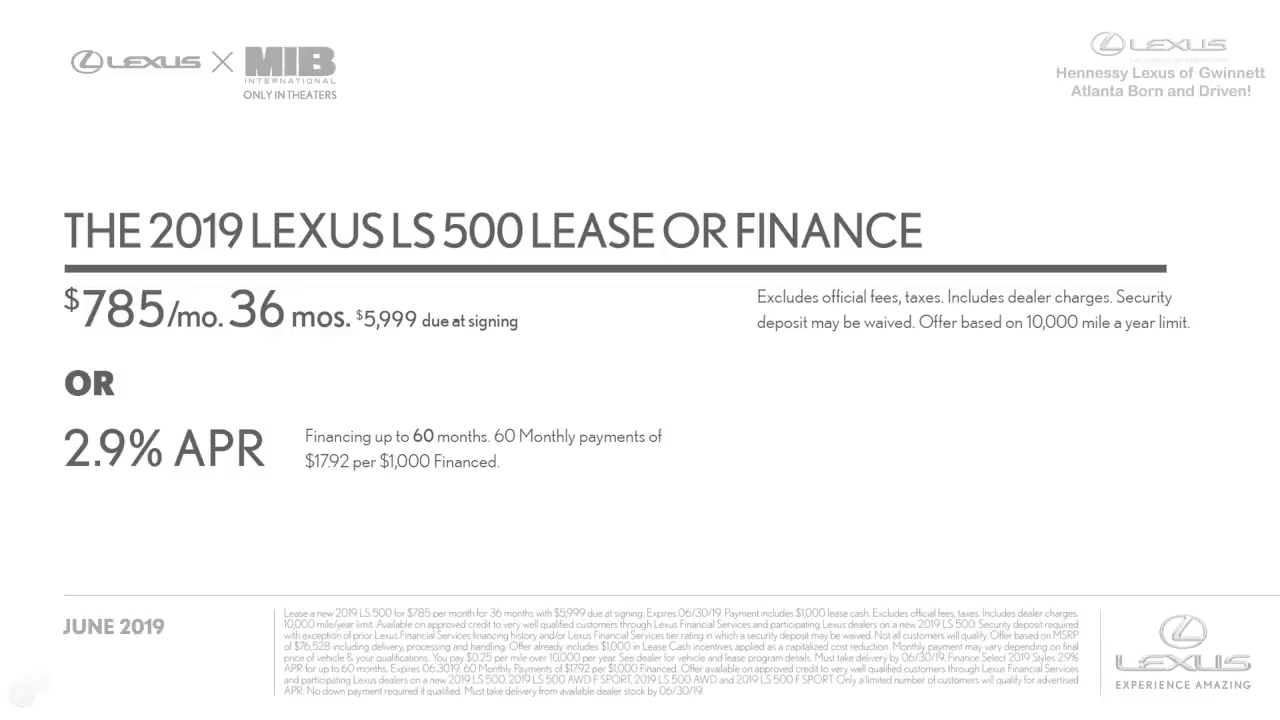 LEXUS X MIB
INTERNATIONAL
ONLY IN THEATERS
LEXUS
Hennessy Lexus of Gwinnett
Atlanta Born and Driven!
THE 2019 LEXUS LS 500 LEASE OR FINANCE
$785/mo. 36 mos. $5,999 due at signing
Excludes official fees, taxes. Includes dealer charges. Security
deposit may be waived. Offer based on 10,000 mile a year limit.
OR
2.9% APR
Financing up to 60 months. 60 Monthly payments of
$17.92 per $1,000 Financed.
JUNE 2019
Lease a new 2019 LS 500 for $785 per month for 36 months with $5,999 due at signing. Expires 06/30/19. Payment includes $1,000 lease cash. Excludes official fees, taxes. Includes dealer charges.
10,000 mile/year limit. Available on approved credit to very well qualified customers through Lexus Financial Services and participating Lexus dealers on a new 2019 LS 500. Security deposit required
with exception of prior Lexus Financial Services financing history and/or Lexus Financial Services tier rating in which a security deposit may be waived. Not all customers will qualify. Offer based on MSRP
of $76,528 including delivery, processing and handling. Offer already includes $1,000 in Lease Cash incentives applied as a capitalized cost reduction Monthly payment may vary depending on final
price of vehicle & your qualifications. You pay $0.25 per mile over 10,000 per year. See dealer for vehicle and lease program details. Must take delivery by 06/30/19. Finance Select 2019 Styles 2.9%
APR for up to 60 months. Expires 06.30.19. 60 Monthly Payments of $17.92 per $1,000 Financed. Offer available on approved credit to very well qualified customers through Lexus Financial Services
and participating Lexus dealers on a new 2019 LS 500, 2019 LS 500 AWD F SPORT, 2019 LS 500 AWD and 2019 LS 500 F SPORT. Only a limited number of customers will qualify for advertised
APR. No down payment required if qualified. Must take delivery from available dealer stock by 06/30/19.
LEXUS
EXPERIENCE AMAZING